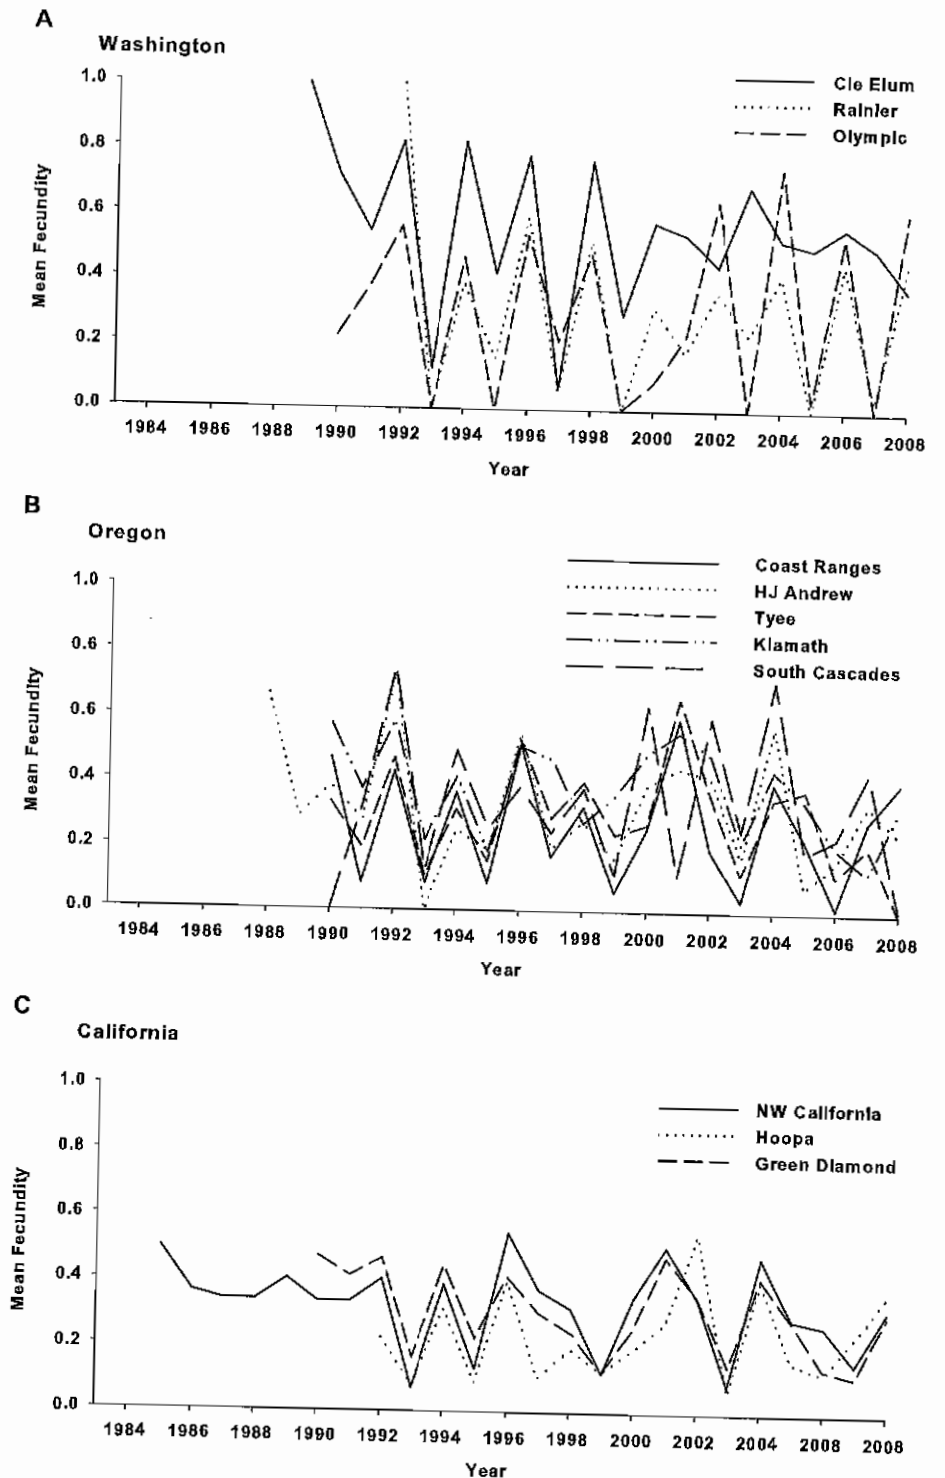 A
Washington
1.0
0.8
0.6
0.4
0.2
0.0
Mean Fecundity
Cle Elum
Rainier
Olympic
1984 1986 1988 1990 1992 1994 1996 1998 2000 2002 2004 2006 2008
Year
B
Oregon
1.0
0.8
0.6
0.4
0.2
0.0
Mean Fecundity
Coast Ranges
HJ Andrew
Tyee
Klamath
South Cascades
1984 1986 1988 1990 1992 1994 1996 1998 2000 2002 2004 2006 2008
Year
C
California
1.0
0.8
0.6
0.4
0.2
0.0
Mean Fecundity
NW California
Hoopa
Green Diamond
1984 1986 1988 1990 1992 1994 1996 1998 2000 2002 2004 2006 2008
Year